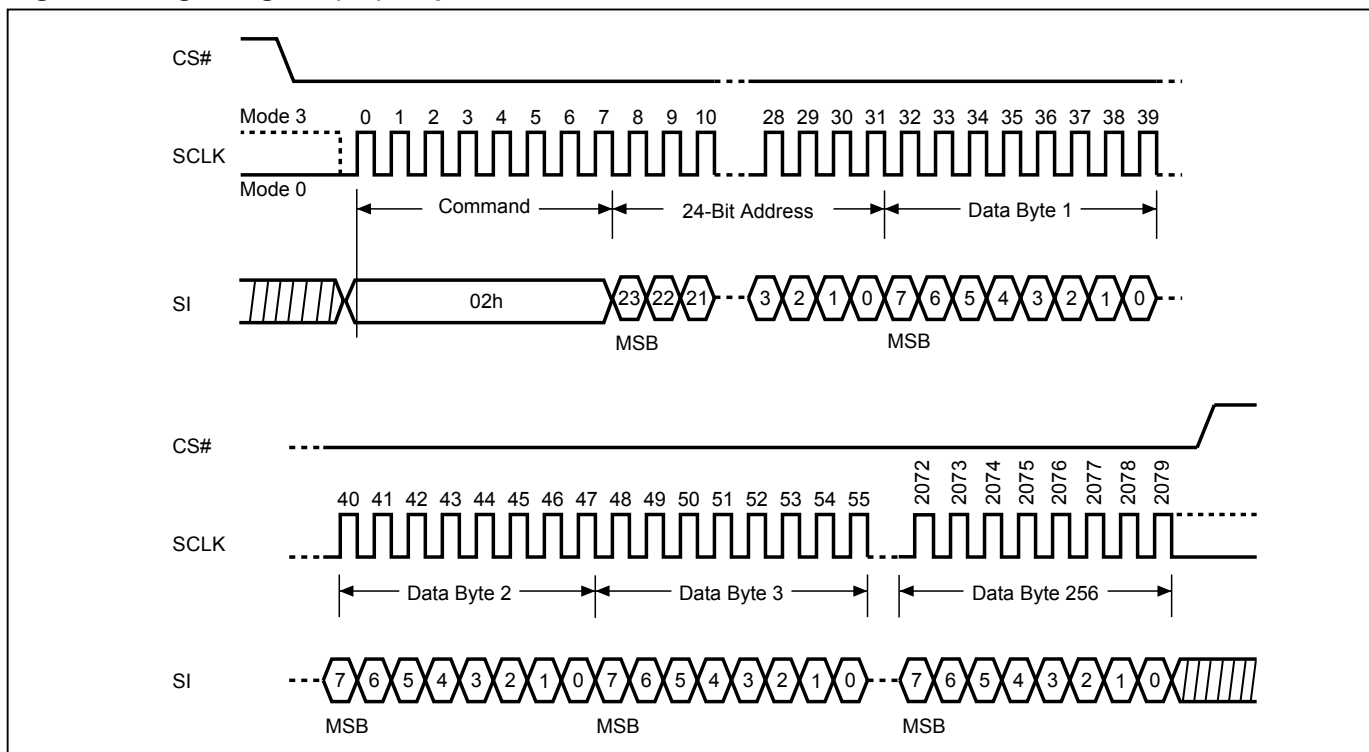 CS#
Mode 3
0 1 2 3 4 5 6 7 8 9 10 28 29 30 31 32 33 34 35 36 37 38 39
SCLK
Mode 0
Command 24-Bit Address Data Byte 1
SI 02h 23 22 21 3 2 1 0 7 6 5 4 3 2 1 0
MSB MSB
CS#
40 41 42 43 44 45 46 47 48 49 50 51 52 53 54 55 2072 2073 2074 2075 2076 2077 2078 2079
SCLK
Data Byte 2 Data Byte 3 Data Byte 256
SI 7 6 5 4 3 2 1 0 7 6 5 4 3 2 1 0 7 6 5 4 3 2 1 0
MSB MSB MSB